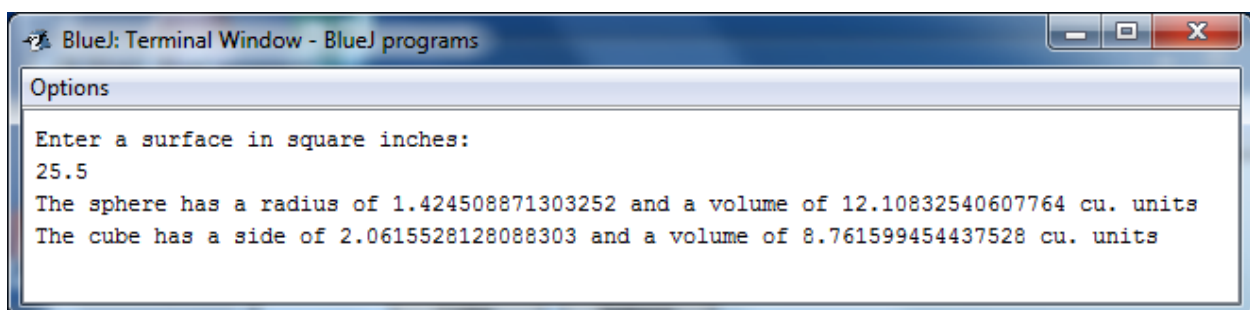 BlueJ: Terminal Window - BlueJ programs
Options
Enter a surface in square inches:
25.5
The sphere has a radius of 1.424508871303252 and a volume of 12.10832540607764 cu. units
The cube has a side of 2.0615528128088303 and a volume of 8.761599454437528 cu. units